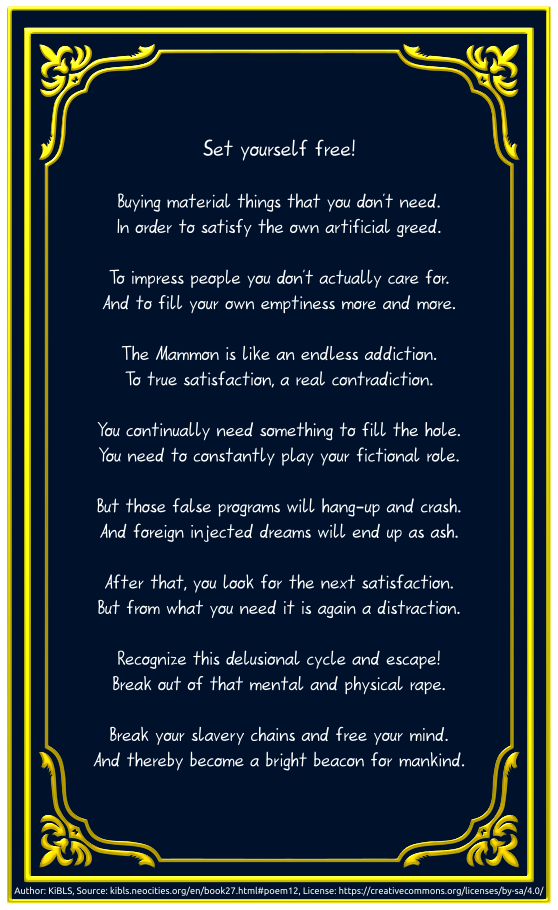 Set yourself free!
Buying material things that you don't need.
In order to satisfy the own artificial greed.
To impress people you don't actually care for.
And to fill your own emptiness more and more.
The Mammon is like an endless addiction.
To true satisfaction, a real contradiction.
You continually need something to fill the hole.
You need to constantly play your fictional role.
But those false programs will hang-up and crash.
And foreign injected dreams will end up as ash.
After that, you look for the next satisfaction.
But from what you need it is again a distraction.
Recognize this delusional cycle and escape!
Break out of that mental and physical rape.
Break your slavery chains and free your mind.
And thereby become a bright beacon for mankind.
Author: KiBLS, Source: kibls.neocities.org/en/book27.html#poem12, License: https://creativecommons.org/licenses/by-sa/4.0/